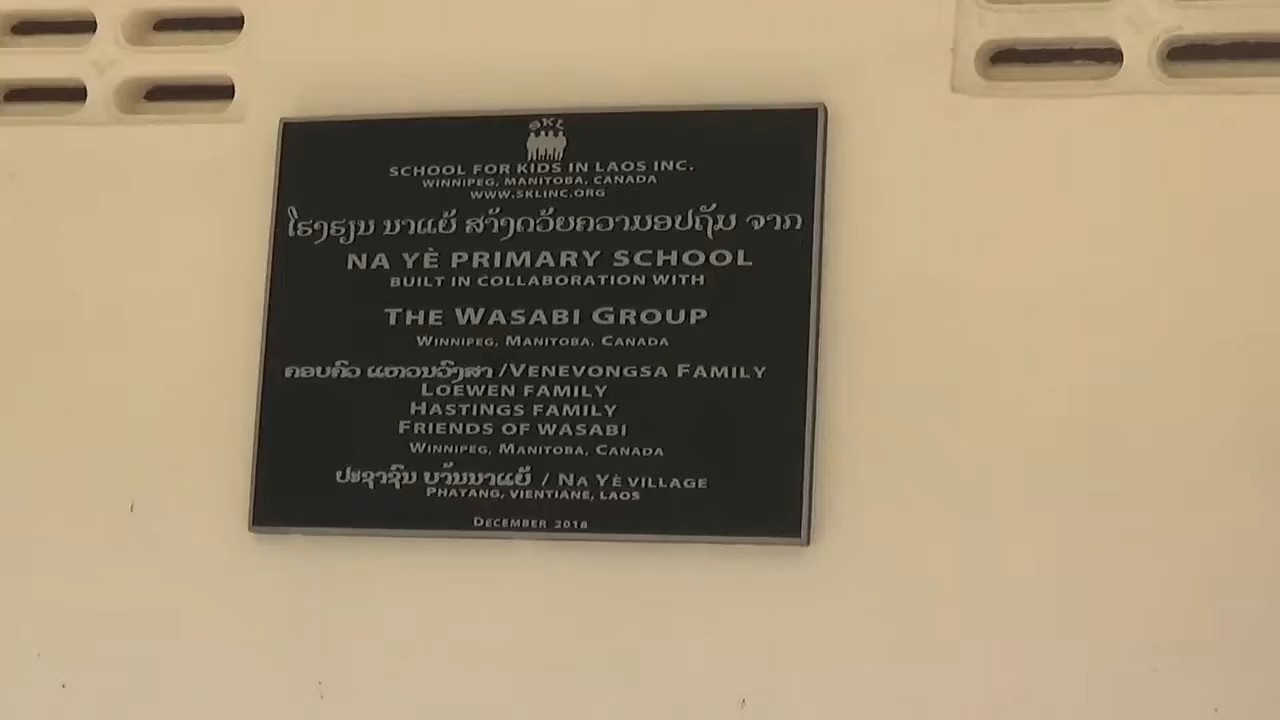 SKL
SCHOOL FOR KIDS IN LAOS INC.
WINNIPEG, MANITOBA, CANADA
WWW.SKLINC.ORG
ໂຮງຮຽນ ນາແຍ້ ສ້າງດ້ວຍຄວາມອຸປຖັມ ຈາກ
NA YÈ PRIMARY SCHOOL
BUILT IN COLLABORATION WITH
THE WASABI GROUP
WINNIPEG, MANITOBA, CANADA
ຄອບຄົວ ແຫວນວົງສາ /VENEVONGSA FAMILY
LOEWEN FAMILY
HASTINGS FAMILY
FRIENDS OF WASABI
WINNIPEG, MANITOBA, CANADA
ປະຊາຊົນ ບ້ານນາແຍ້ / NA YÈ VILLAGE
PHATANG, VIENTIANE, LAOS
DECEMBER 2018